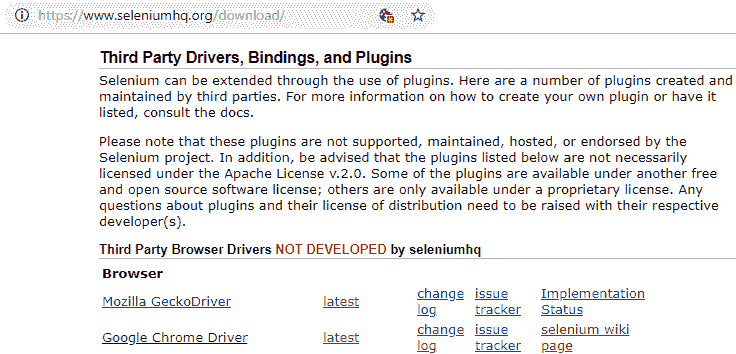 https://www.seleniumhq.org/download/
Third Party Drivers, Bindings, and Plugins
Selenium can be extended through the use of plugins. Here are a number of plugins created and
maintained by third parties. For more information on how to create your own plugin or have it
listed, consult the docs.
Please note that these plugins are not supported, maintained, hosted, or endorsed by the
Selenium project. In addition, be advised that the plugins listed below are not necessarily
licensed under the Apache License v.2.0. Some of the plugins are available under another free
and open source software license; others are only available under a proprietary license. Any
questions about plugins and their license of distribution need to be raised with their respective
developer(s).
Third Party Browser Drivers NOT DEVELOPED by seleniumhq
Browser
Mozilla GeckoDriver latest change log issue tracker Implementation Status
Google Chrome Driver latest change log issue tracker selenium wiki page